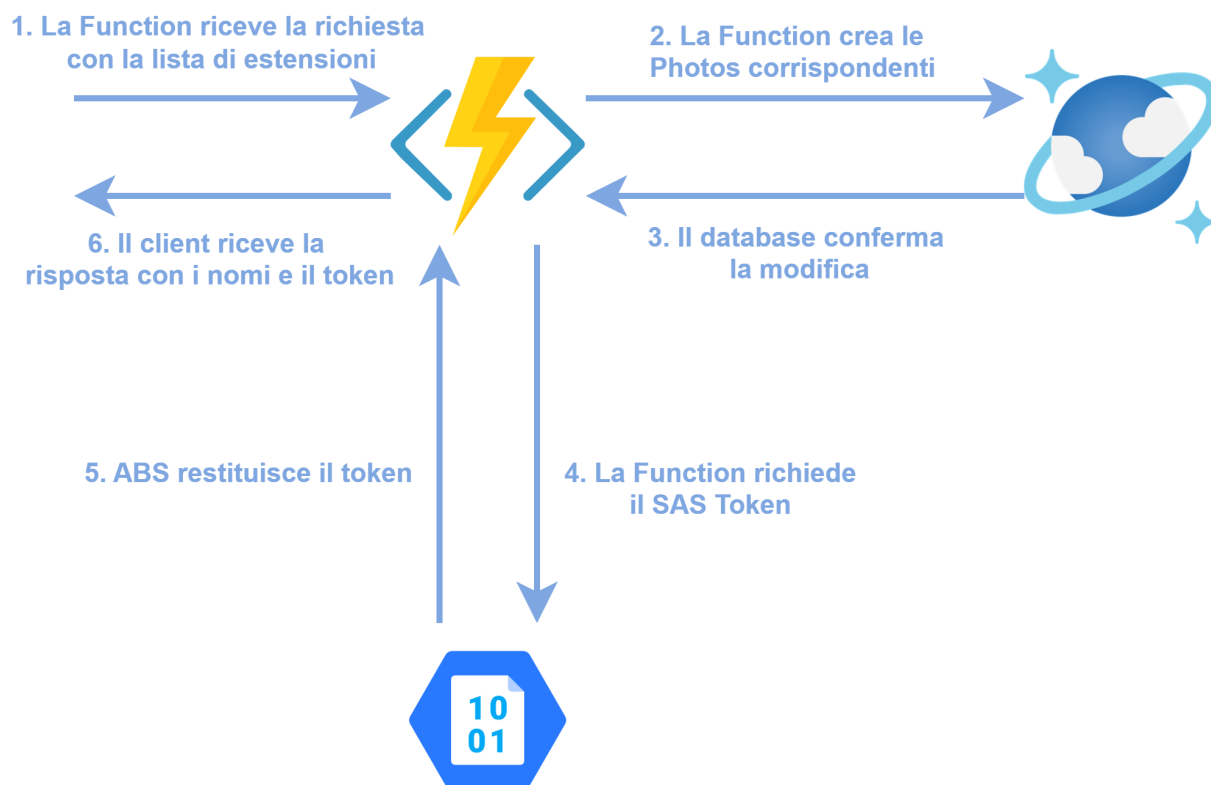 1. La Function riceve la richiesta
con la lista di estensioni
2. La Function crea le
Photos corrispondenti
6. Il client riceve la
risposta con i nomi e il token
3. Il database conferma
la modifica
5. ABS restituisce il token
4. La Function richiede
il SAS Token
10
01